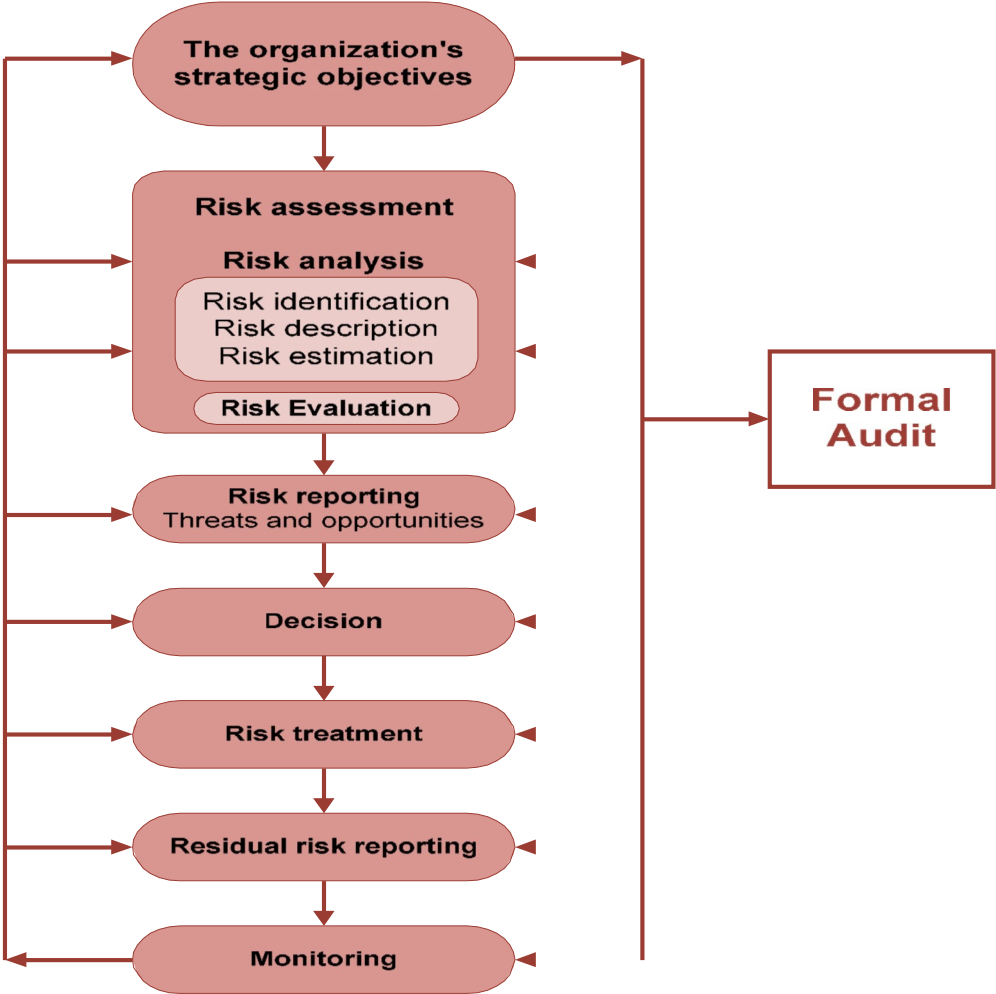 The organization's
strategic objectives
Risk assessment
Risk analysis
Risk identification
Risk description
Risk estimation
Risk Evaluation
Formal
Audit
Risk reporting
Threats and opportunities
Decision
Risk treatment
Residual risk reporting
Monitoring